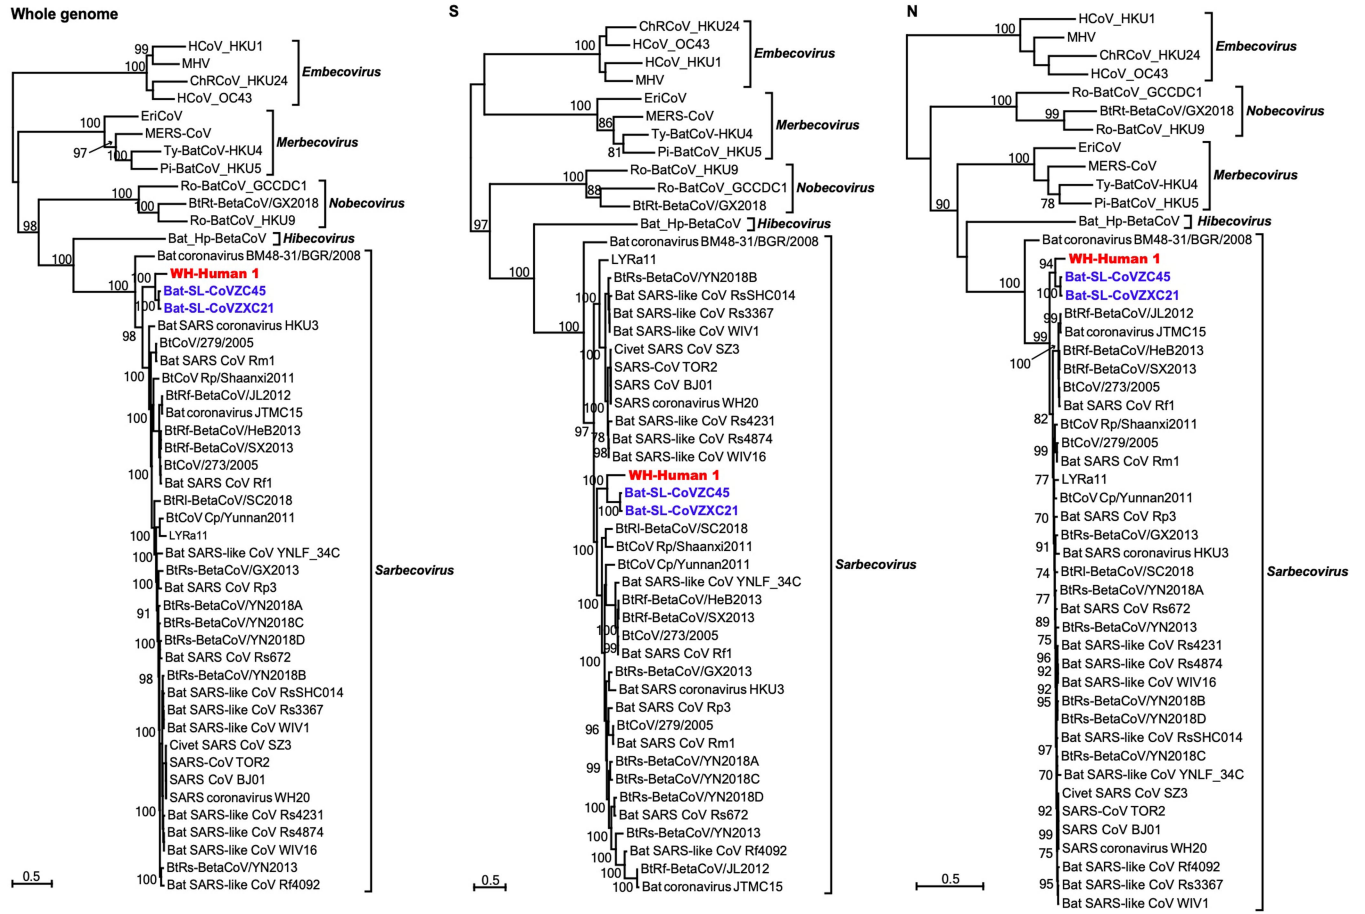 Whole genome
99
HCoV_HKU1
MHV
100
ChRCoV_HKU24
HCoV_OC43
Embecovirus
EriCoV
100
MERS-CoV
97
Ty-BatCoV_HKU4
100
Pi-BatCoV_HKU5
Merbecovirus
Ro-BatCoV_GCCDC1
100
BtRt-BetaCoV/GX2018
100
Ro-BatCoV_HKU9
Nobecovirus
98
Bat_Hp-BetaCoV
Hibecovirus
100
Bat coronavirus BM48-31/BGR/2008
WH-Human 1
100
100
Bat-SL-CoVZC45
Bat-SL-CoVZXC21
100
Bat SARS coronavirus HKU3
98
BtCoV/279/2005
Bat SARS CoV Rm1
100
BtCoV Rp/Shaanxi2011
BtRf-BetaCoV/JL2012
Bat coronavirus JTMC15
100
BtRf-BetaCoV/HeB2013
BtRf-BetaCoV/SX2013
BtCoV/273/2005
100
Bat SARS CoV Rf1
BtRl-BetaCoV/SC2018
BtCoV Cp/Yunnan2011
100
LYRa11
100
Bat SARS-like CoV YNLF_34C
BtRs-BetaCoV/GX2013
100
Bat SARS CoV Rp3
BtRs-BetaCoV/YN2018A
91
BtRs-BetaCoV/YN2018C
100
BtRs-BetaCoV/YN2018D
Bat SARS CoV Rs672
98
BtRs-BetaCoV/YN2018B
Bat SARS-like CoV RsSHC014
Bat SARS-like CoV Rs3367
100
Bat SARS-like CoV WIV1
Civet SARS CoV SZ3
SARS-CoV TOR2
SARS CoV BJ01
SARS coronavirus WH20
100
Bat SARS-like CoV Rs4231
Bat SARS-like CoV Rs4874
Bat SARS-like CoV WIV16
BtRs-BetaCoV/YN2013
100
Bat SARS-like CoV Rf4092
Sarbecovirus
0.5
S
ChRCoV_HKU24
100
HCoV_OC43
HCoV_HKU1
MHV
Embecovirus
EriCoV
100
MERS-CoV
86
Ty-BatCoV-HKU4
81
Pi-BatCoV_HKU5
Merbecovirus
Ro-BatCoV_HKU9
100
88
Ro-BatCoV_GCCDC1
BtRt-BetaCoV/GX2018
Nobecovirus
97
Bat_Hp-BetaCoV
Hibecovirus
Bat coronavirus BM48-31/BGR/2008
100
LYRa11
BtRs-BetaCoV/YN2018B
100
Bat SARS-like CoV RsSHC014
Bat SARS-like CoV Rs3367
100
Bat SARS-like CoV WIV1
Civet SARS CoV SZ3
100
SARS-CoV TOR2
SARS CoV BJ01
SARS coronavirus WH20
100
Bat SARS-like CoV Rs4231
97
78
Bat SARS-like CoV Rs4874
98
Bat SARS-like CoV WIV16
WH-Human 1
100
Bat-SL-CoVZC45
Bat-SL-CoVZXC21
100
BtRl-BetaCoV/SC2018
BtCoV Rp/Shaanxi2011
100
BtCoV Cp/Yunnan2011
Bat SARS-like CoV YNLF_34C
BtRf-BetaCoV/HeB2013
100
BtRf-BetaCoV/SX2013
100
BtCoV/273/2005
99
Bat SARS CoV Rf1
100
BtRs-BetaCoV/GX2013
Bat SARS coronavirus HKU3
Bat SARS CoV Rp3
96
BtCoV/279/2005
Bat SARS CoV Rm1
BtRs-BetaCoV/YN2018A
99
BtRs-BetaCoV/YN2018C
BtRs-BetaCoV/YN2018D
100
Bat SARS CoV Rs672
100
BtRs-BetaCoV/YN2013
100
Bat SARS-like CoV Rf4092
BtRf-BetaCoV/JL2012
100
Bat coronavirus JTMC15
Sarbecovirus
0.5
N
HCoV_HKU1
100
MHV
ChRCoV_HKU24
HCoV_OC43
Embecovirus
Ro-BatCoV_GCCDC1
100
99
BtRt-BetaCoV/GX2018
Ro-BatCoV_HKU9
Nobecovirus
EriCoV
100
MERS-CoV
Ty-BatCoV-HKU4
78
Pi-BatCoV_HKU5
Merbecovirus
90
Bat_Hp-BetaCoV
Hibecovirus
Bat coronavirus BM48-31/BGR/2008
WH-Human 1
94
Bat-SL-CoVZC45
100
100
Bat-SL-CoVZXC21
BtRf-BetaCoV/JL2012
99
Bat coronavirus JTMC15
99
BtRf-BetaCoV/HeB2013
100
BtRf-BetaCoV/SX2013
BtCoV/273/2005
Bat SARS CoV Rf1
82
BtCoV Rp/Shaanxi2011
BtCoV/279/2005
99
Bat SARS CoV Rm1
77
LYRa11
BtCoV Cp/Yunnan2011
70
Bat SARS CoV Rp3
BtRs-BetaCoV/GX2013
91
Bat SARS coronavirus HKU3
74
BtRl-BetaCoV/SC2018
BtRs-BetaCoV/YN2018A
77
Bat SARS CoV Rs672
89
BtRs-BetaCoV/YN2013
75
Bat SARS-like CoV Rs4231
96
Bat SARS-like CoV Rs4874
92
Bat SARS-like CoV WIV16
92
95
BtRs-BetaCoV/YN2018B
BtRs-BetaCoV/YN2018D
Bat SARS-like CoV RsSHC014
97
BtRs-BetaCoV/YN2018C
70
Bat SARS-like CoV YNLF_34C
Civet SARS CoV SZ3
92
SARS-CoV TOR2
99
SARS CoV BJ01
75
SARS coronavirus WH20
Bat SARS-like CoV Rf4092
95
Bat SARS-like CoV Rs3367
Bat SARS-like CoV WIV1
Sarbecovirus
0.5